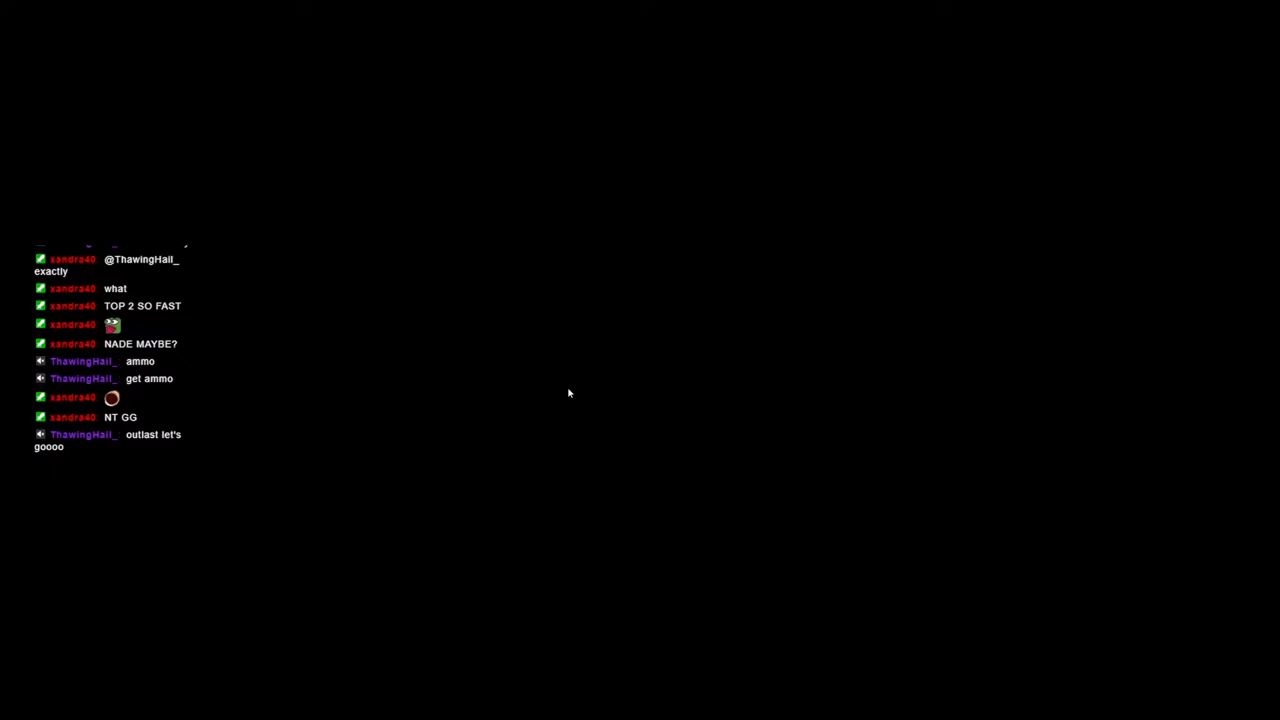 xandra40 @ThawingHail_
exactly
xandra40 what
xandra40 TOP 2 SO FAST
xandra40
xandra40 NADE MAYBE?
ThawingHail_: ammo
ThawingHail_: get ammo
xandra40
xandra40 NT GG
ThawingHail_: outlast let's
goooo